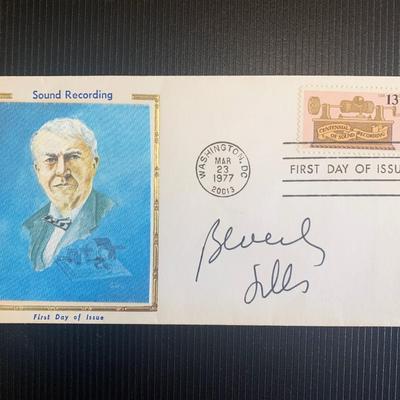 Sound Recording
First Day of Issue
WASHINGTON, DC
MAR
23
1977
20013
13
CENTENNIAL
OF SOUND RECORDING
FIRST DAY OF ISSUE
Beverly
Sills